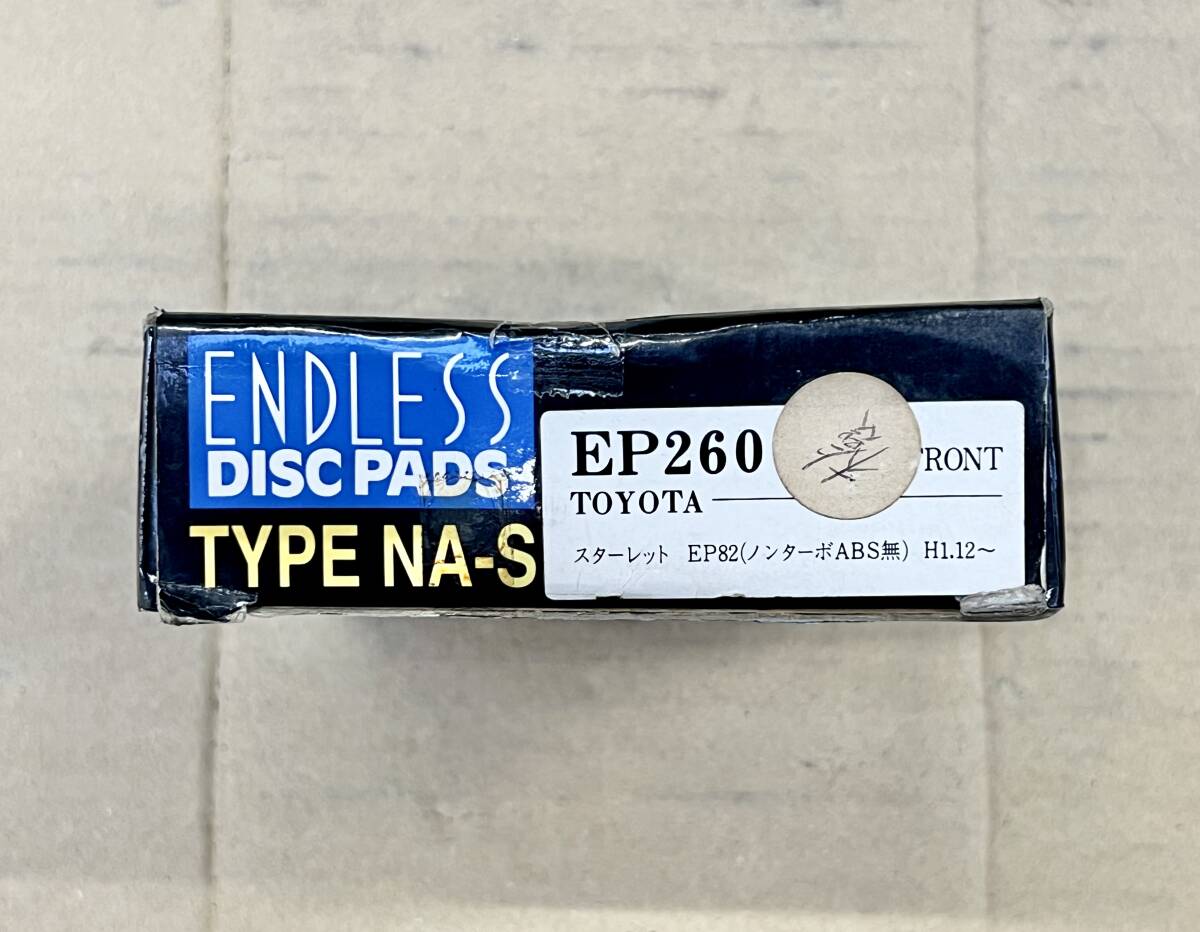 ENDLESS
DISC PADS
TYPE NA-S
EP260
RONT
TOYOTA
スターレット EP82(ノンターボABS無) H1.12~